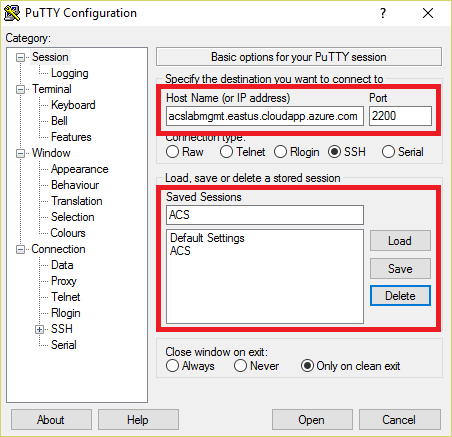 PuTTY Configuration
?
Category:
Session
Logging
Terminal
Keyboard
Bell
Features
Window
Appearance
Behaviour
Translation
Selection
Colours
Connection
Data
Proxy
Telnet
Rlogin
SSH
Serial
Basic options for your PuTTY session
Specify the destination you want to connect to
Host Name (or IP address) Port
acslabmgmt.eastus.cloudapp.azure.com 2200
Connection type:
Raw Telnet Rlogin SSH Serial
Load, save or delete a stored session
Saved Sessions
ACS
Default Settings
ACS
Load
Save
Delete
Close window on exit:
Always Never Only on clean exit
About Help Open Cancel